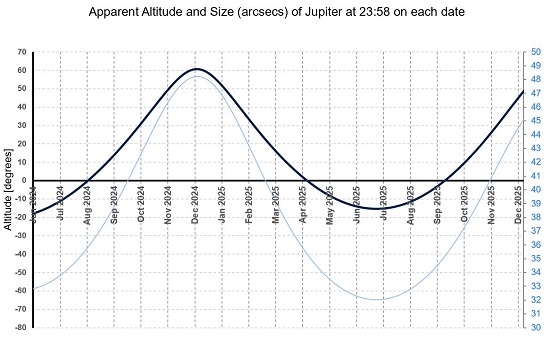 Apparent Altitude and Size (arcsecs) of Jupiter at 23:58 on each date
70
60
50
40
30
20
10
0
-10
-20
-30
-40
-50
-60
-70
-80
Altitude [degrees]
Jun 2024
Jul 2024
Aug 2024
Sep 2024
Oct 2024
Nov 2024
Dec 2024
Jan 2025
Feb 2025
Mar 2025
Apr 2025
May 2025
Jun 2025
Jul 2025
Aug 2025
Sep 2025
Oct 2025
Nov 2025
Dec 2025
50
49
48
47
46
45
44
43
42
41
40
39
38
37
36
35
34
33
32
31
30